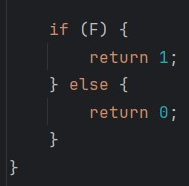 if (F) {
return 1;
} else {
return 0;
}
}